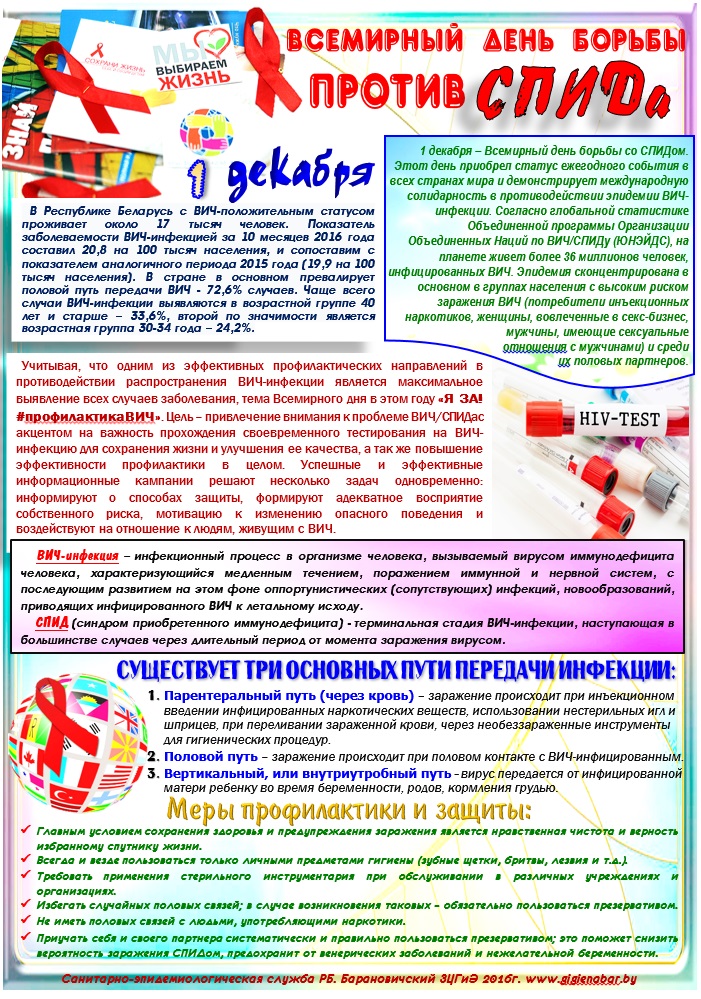 ЗНАЙ
СОХРАНИ ЖИЗНЬ
МЫ
ВЫБИРАЕМ
ЖИЗНЬ
ВСЕМИРНЫЙ ДЕНЬ БОРЬБЫ
ПРОТИВ СПИДа
1 декабря
1 декабря – Всемирный день борьбы со СПИДом.
Этот день приобрел статус ежегодного события в
всех странах мира и демонстрирует международную
солидарность в противодействии эпидемии ВИЧ-
инфекции. Согласно глобальной статистике
Объединенной программы Организации
Объединенных Наций по ВИЧ/СПИДу (ЮНЭЙДС), на
планете живет более 36 миллионов человек,
инфицированных ВИЧ. Эпидемия сконцентрирована в
основном в группах населения с высоким риском
заражения ВИЧ (потребители инъекционных
наркотиков, женщины, вовлеченные в секс-бизнес,
мужчины, имеющие сексуальные
отношения с мужчинами) и среди
их половых партнеров.
В Республике Беларусь с ВИЧ-положительным статусом
проживает около 17 тысяч человек. Показатель
заболеваемости ВИЧ-инфекцией за 10 месяцев 2016 года
составил 20,8 на 100 тысяч населения, и сопоставим с
показателем аналогичного периода 2015 года (19,9 на 100
тысяч населения). В стране в основном превалирует
половой путь передачи ВИЧ - 72,6% случаев. Чаще всего
случаи ВИЧ-инфекции выявляются в возрастной группе 40
лет и старше – 33,6%, второй по значимости является
возрастная группа 30-34 года – 24,2%.
Учитывая, что одним из эффективных профилактических направлений в
противодействии распространения ВИЧ-инфекции является максимальное
выявление всех случаев заболевания, тема Всемирного дня в этом году «Я ЗА!
#профилактикаВИЧ». Цель – привлечение внимания к проблеме ВИЧ/СПИДас
акцентом на важность прохождения своевременного тестирования на ВИЧ-
инфекцию для сохранения жизни и улучшения ее качества, а так же повышение
эффективности профилактики в целом. Успешные и эффективные
информационные кампании решают несколько задач одновременно:
информируют о способах защиты, формируют адекватное восприятие
собственного риска, мотивацию к изменению опасного поведения и
воздействуют на отношение к людям, живущим с ВИЧ.
HIV-TEST
ВИЧ-инфекция – инфекционный процесс в организме человека, вызываемый вирусом иммунодефицита
человека, характеризующийся медленным течением, поражением иммунной и нервной систем, с
последующим развитием на этом фоне оппортунистических (сопутствующих) инфекций, новообразований,
приводящих инфицированного ВИЧ к летальному исходу.
СПИД (синдром приобретенного иммунодефицита) - терминальная стадия ВИЧ-инфекции, наступающая в
большинстве случаев через длительный период от момента заражения вирусом.
СУЩЕСТВУЕТ ТРИ ОСНОВНЫХ ПУТИ ПЕРЕДАЧИ ИНФЕКЦИИ:
1. Парентеральный путь (через кровь) – заражение происходит при инъекционном
введении инфицированных наркотических веществ, использовании нестерильных игл и
шприцев, при переливании зараженной крови, через необеззараженные инструменты
для гигиенических процедур.
2. Половой путь – заражение происходит при половом контакте с ВИЧ-инфицированным.
3. Вертикальный, или внутриутробный путь - вирус передается от инфицированной
матери ребенку во время беременности, родов, кормления грудью.
Меры профилактики и защиты:
✓ Главным условием сохранения здоровья и предупреждения заражения является нравственная чистота и верность
избранному спутнику жизни.
✓ Всегда и везде пользоваться только личными предметами гигиены (зубные щетки, бритвы, лезвия и т.д.).
✓ Требовать применения стерильного инструментария при обслуживании в различных учреждениях и
организациях.
✓ Избегать случайных половых связей; в случае возникновения таковых – обязательно пользоваться презервативом.
✓ Не иметь половых связей с людьми, употребляющими наркотики.
✓ Приучать себя и своего партнера систематически и правильно пользоваться презервативом; это поможет снизить
вероятность заражения СПИДом, предохранит от венерических заболеваний и нежелательной беременности.
Санитарно-эпидемиологическая служба РБ. Барановичский ЗЦГиЭ 2016г. www.gigienabar.by